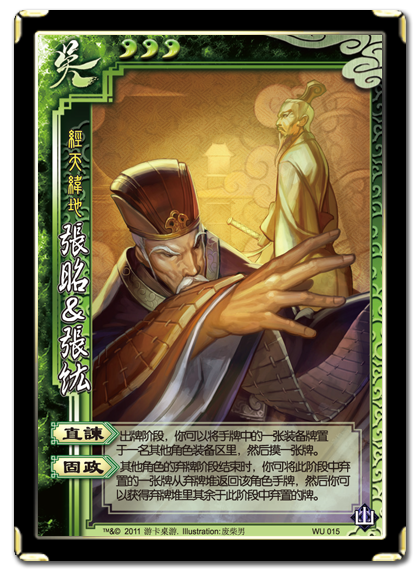 吴
經天緯地
張昭&張紘
直諫
出牌阶段，你可以将手牌中的一张装备牌置
于一名其他角色装备区里，然后摸一张牌。
固政
其他角色的弃牌阶段结束时，你可将此阶段中弃
置的一张牌从弃牌堆返回该角色手牌，然后你可
以获得弃牌堆里其余于此阶段中弃置的牌。
™&© 2011 游卡桌游. Illustration:废柴男
WU 015